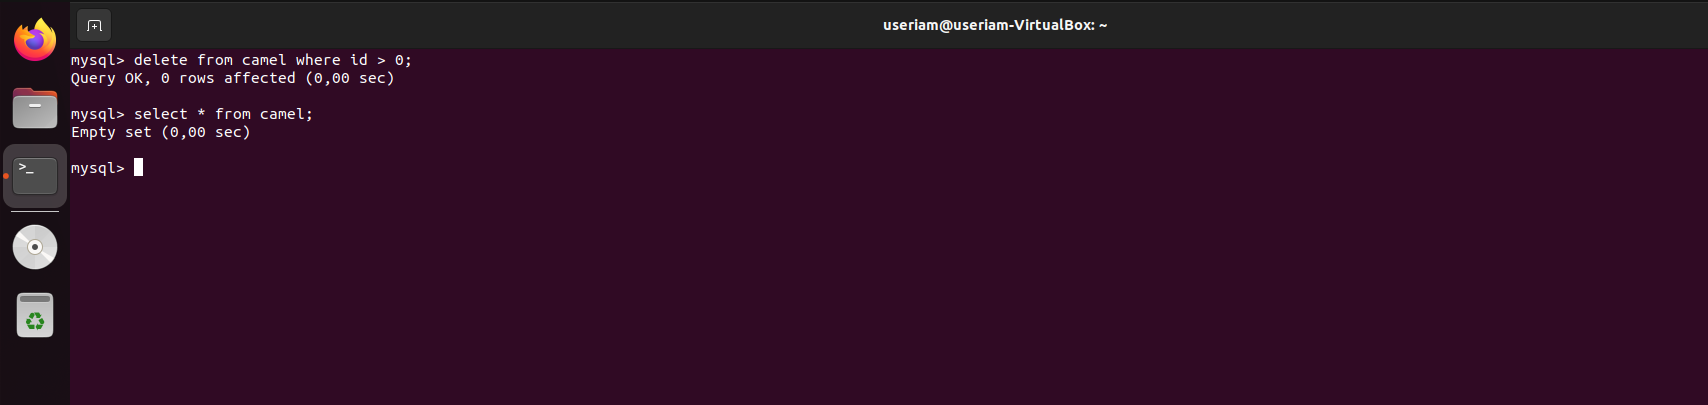 useriam@useriam-VirtualBox: ~
mysql> delete from camel where id > 0;
Query OK, 0 rows affected (0,00 sec)
mysql> select * from camel;
Empty set (0,00 sec)
mysql>
>_